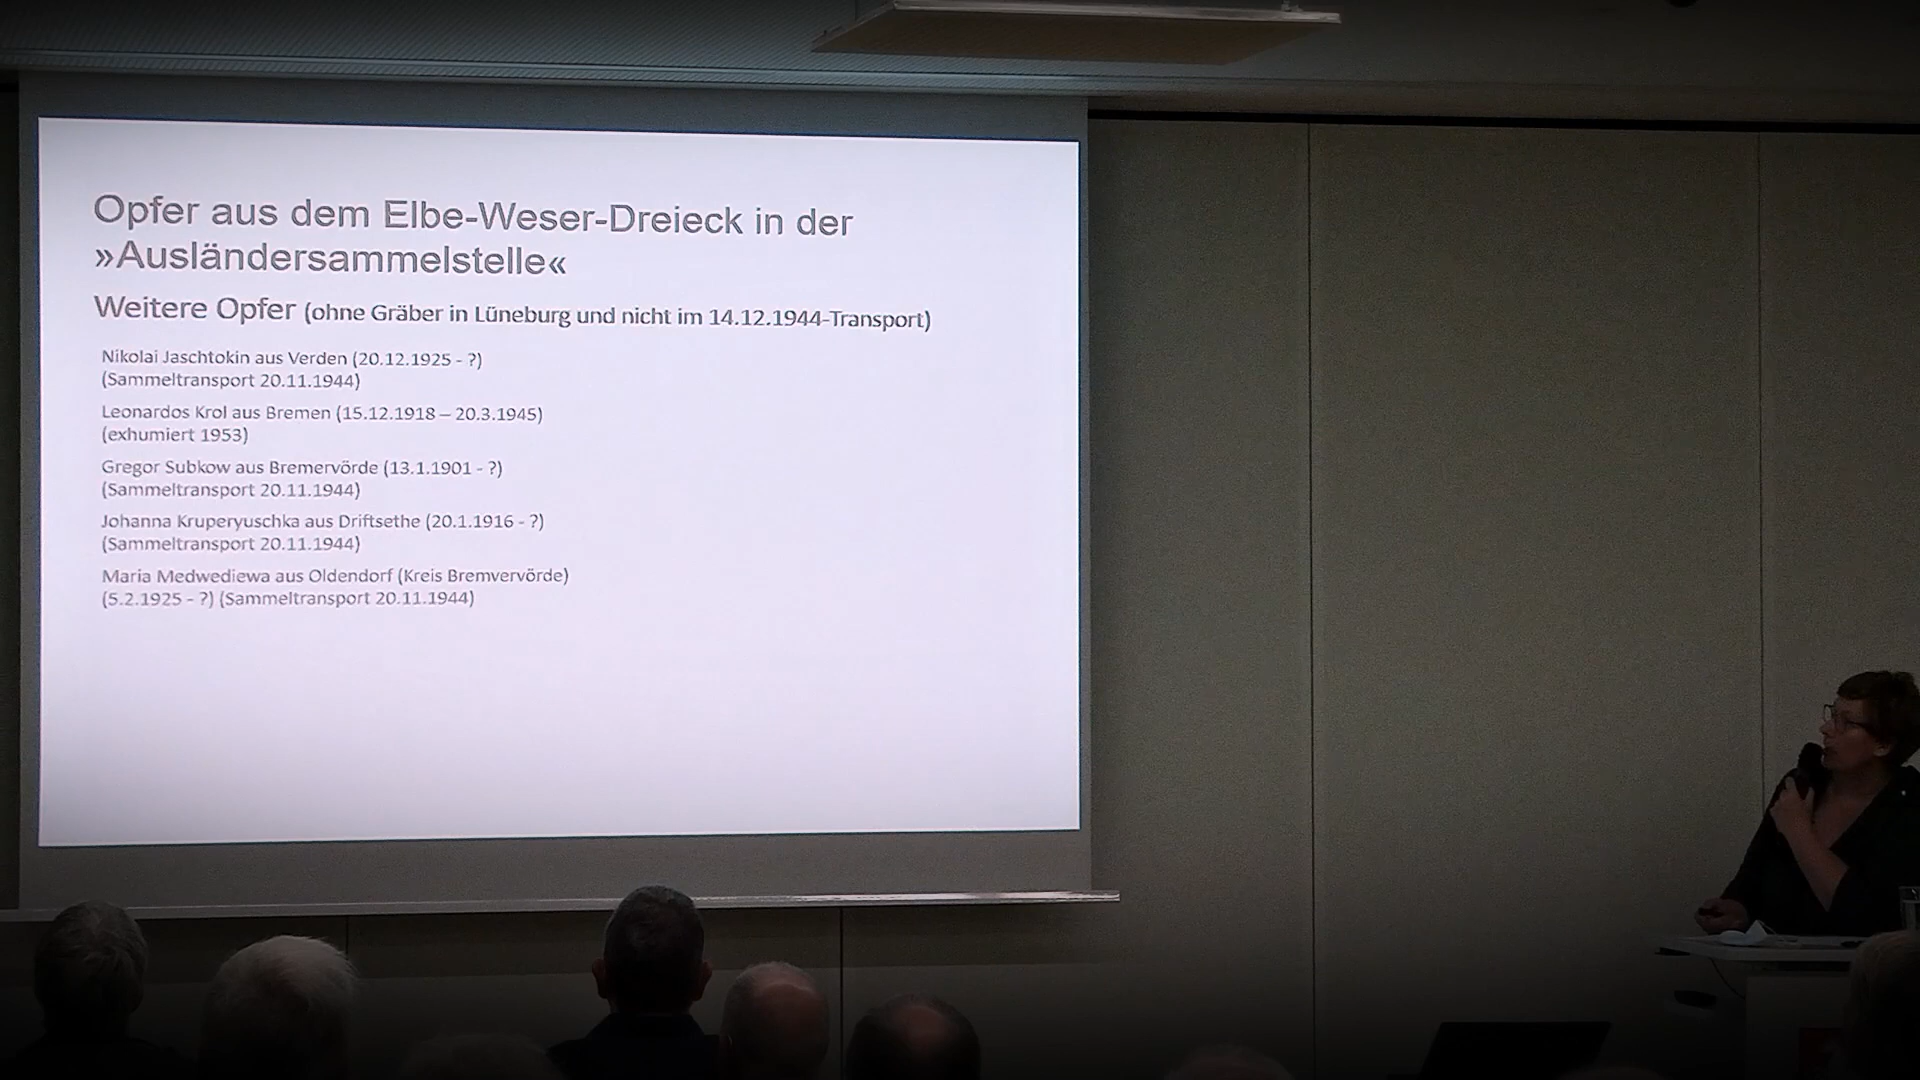 Opfer aus dem Elbe-Weser-Dreieck in der
»Ausländersammelstelle«
Weitere Opfer (ohne Gräber in Lüneburg und nicht im 14.12.1944-Transport)
Nikolai Jaschtokin aus Verden (20.12.1925 - ?)
(Sammeltransport 20.11.1944)
Leonardos Krol aus Bremen (15.12.1918 – 20.3.1945)
(exhumiert 1953)
Gregor Subkow aus Bremervörde (13.1.1901 - ?)
(Sammeltransport 20.11.1944)
Johanna Kruperyuschka aus Driftsethe (20.1.1916 - ?)
(Sammeltransport 20.11.1944)
Maria Medwediewa aus Oldendorf (Kreis Bremvervörde)
(5.2.1925 - ?) (Sammeltransport 20.11.1944)